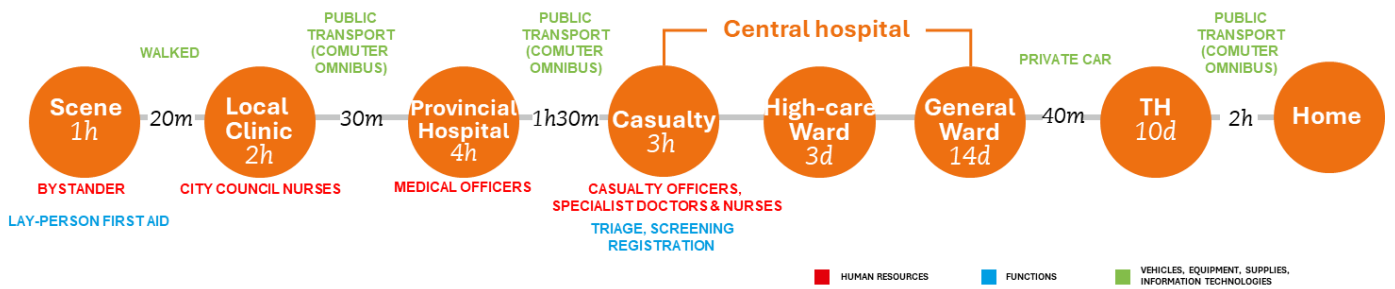 PUBLIC
TRANSPORT
(COMUTER
OMNIBUS)
PUBLIC
TRANSPORT
(COMUTER
OMNIBUS)
Central hospital
PUBLIC
TRANSPORT
(COMUTER
OMNIBUS)
WALKED
PRIVATE CAR
Scene
1h
20m
Local
Clinic
2h
30m
Provincial
Hospital
4h
1h30m
Casualty
3h
High-care
Ward
3d
General
Ward
14d
40m
TH
10d
2h
Home
BYSTANDER
CITY COUNCIL NURSES
MEDICAL OFFICERS
CASUALTY OFFICERS,
SPECIALIST DOCTORS & NURSES
LAY-PERSON FIRST AID
TRIAGE, SCREENING
REGISTRATION
HUMAN RESOURCES
FUNCTIONS
VEHICLES, EQUIPMENT, SUPPLIES,
INFORMATION TECHNOLOGIES